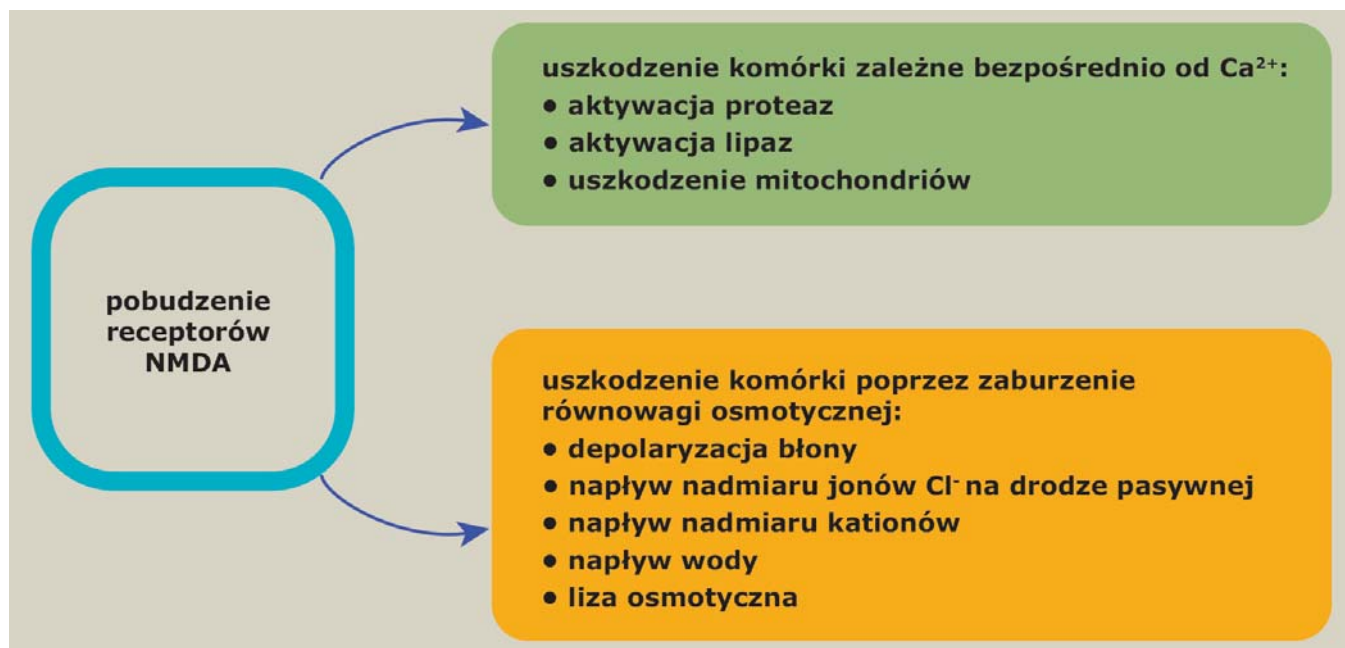 pobudzenie
receptorów
NMDA
uszkodzenie komórki zależne bezpośrednio od Ca²⁺:
● aktywacja proteaz
● aktywacja lipaz
● uszkodzenie mitochondriów
uszkodzenie komórki poprzez zaburzenie
równowagi osmotycznej:
● depolaryzacja błony
● napływ nadmiaru jonów Cl⁻ na drodze pasywnej
● napływ nadmiaru kationów
● napływ wody
● liza osmotyczna